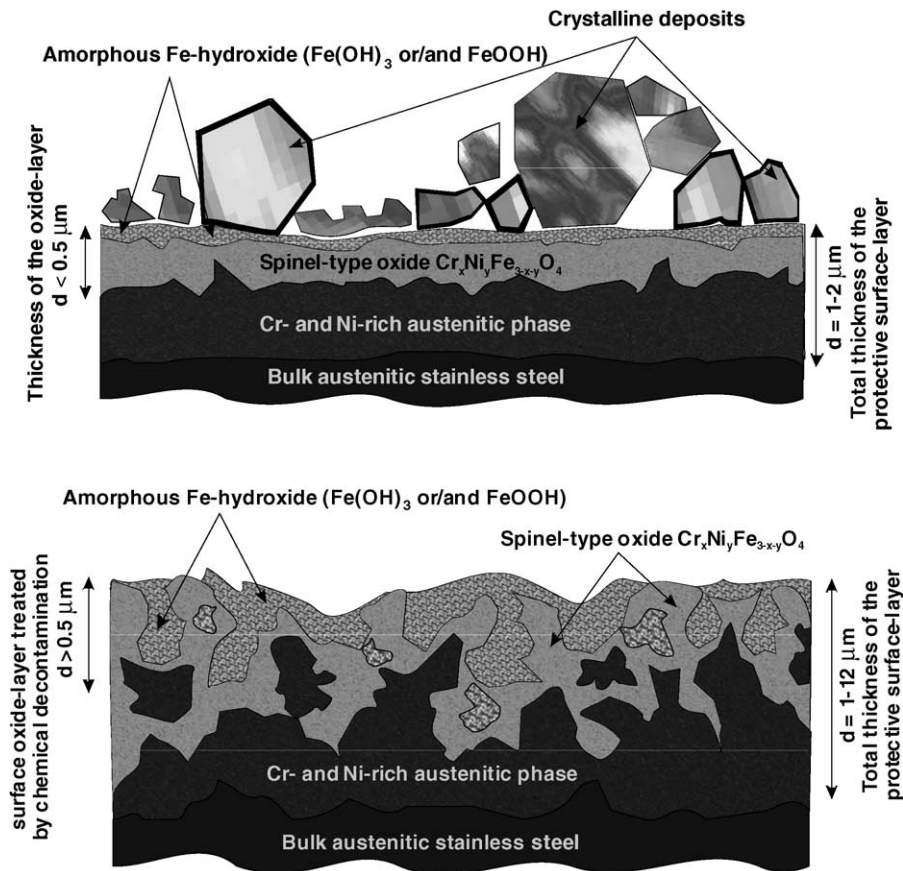 Crystalline deposits
Amorphous Fe-hydroxide (Fe(OH)₃ or/and FeOOH)
Thickness of the oxide-layer
d < 0.5 μm
Spinel-type oxide CrₓNiᵧFe₃₋ₓ₋ᵧO₄
Cr- and Ni-rich austenitic phase
Bulk austenitic stainless steel
d = 1-2 μm
Total thickness of the
protective surface-layer
Amorphous Fe-hydroxide (Fe(OH)₃ or/and FeOOH)
Spinel-type oxide CrₓNiᵧFe₃₋ₓ₋ᵧO₄
surface oxide-layer treated
by chemical decontamination
d>0.5 μm
Cr- and Ni-rich austenitic phase
Bulk austenitic stainless steel
d = 1-12 μm
Total thickness of the
protective surface-layer